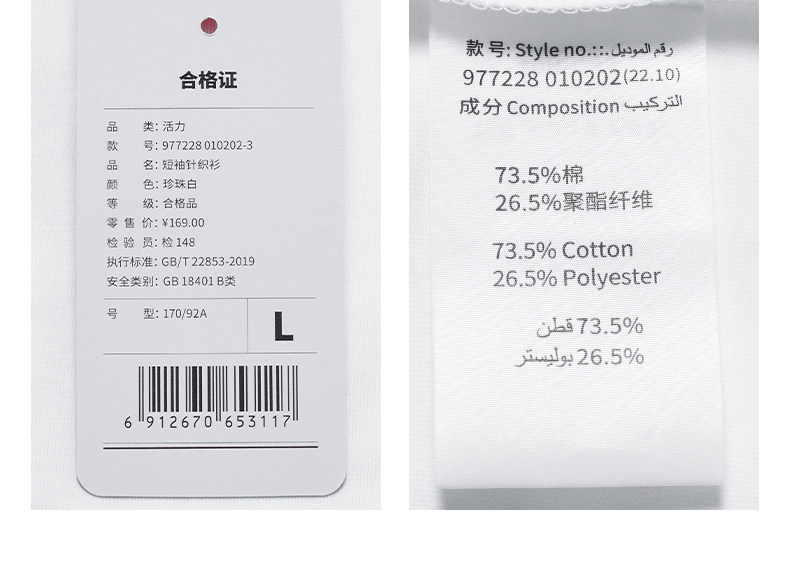 合格证
品 类: 活力
款 号: 977228 010202-3
品 名: 短袖针织衫
颜 色: 珍珠白
等 级: 合格品
零 售 价: ¥169.00
检 验 员: 检 148
执行标准: GB/T 22853-2019
安全类别: GB 18401 B类
号 型: 170/92A
L
6 912670 653117
款号: Style no.::. رقم الموديل
977228 010202(22.10)
成分 Composition التركيب
73.5%棉
26.5%聚酯纤维
73.5% Cotton
26.5% Polyester
73.5% قطن
26.5% بوليستر